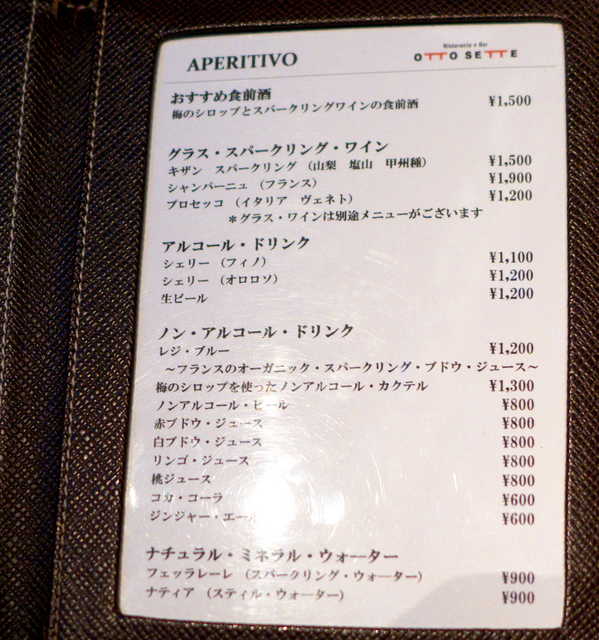 Ristorante e Bar
OTTO SETTE
APERITIVO
おすすめ食前酒
梅のシロップとスパークリングワインの食前酒 ¥1,500
グラス・スパークリング・ワイン
キザン スパークリング（山梨 塩山 甲州種） ¥1,500
シャンパーニュ（フランス） ¥1,900
プロセッコ（イタリア ヴェネト） ¥1,200
＊グラス・ワインは別途メニューがございます
アルコール・ドリンク
シェリー（フィノ） ¥1,100
シェリー（オロロソ） ¥1,200
生ビール ¥1,200
ノン・アルコール・ドリンク
レジ・ブルー ¥1,200
～フランスのオーガニック・スパークリング・ブドウ・ジュース～
梅のシロップを使ったノンアルコール・カクテル ¥1,300
ノンアルコール・ビール ¥800
赤ブドウ・ジュース ¥800
白ブドウ・ジュース ¥800
リンゴ・ジュース ¥800
桃ジュース ¥800
コカ・コーラ ¥600
ジンジャー・エール ¥600
ナチュラル・ミネラル・ウォーター
フェッラレーレ（スパークリング・ウォーター） ¥900
ナティア（スティル・ウォーター） ¥900